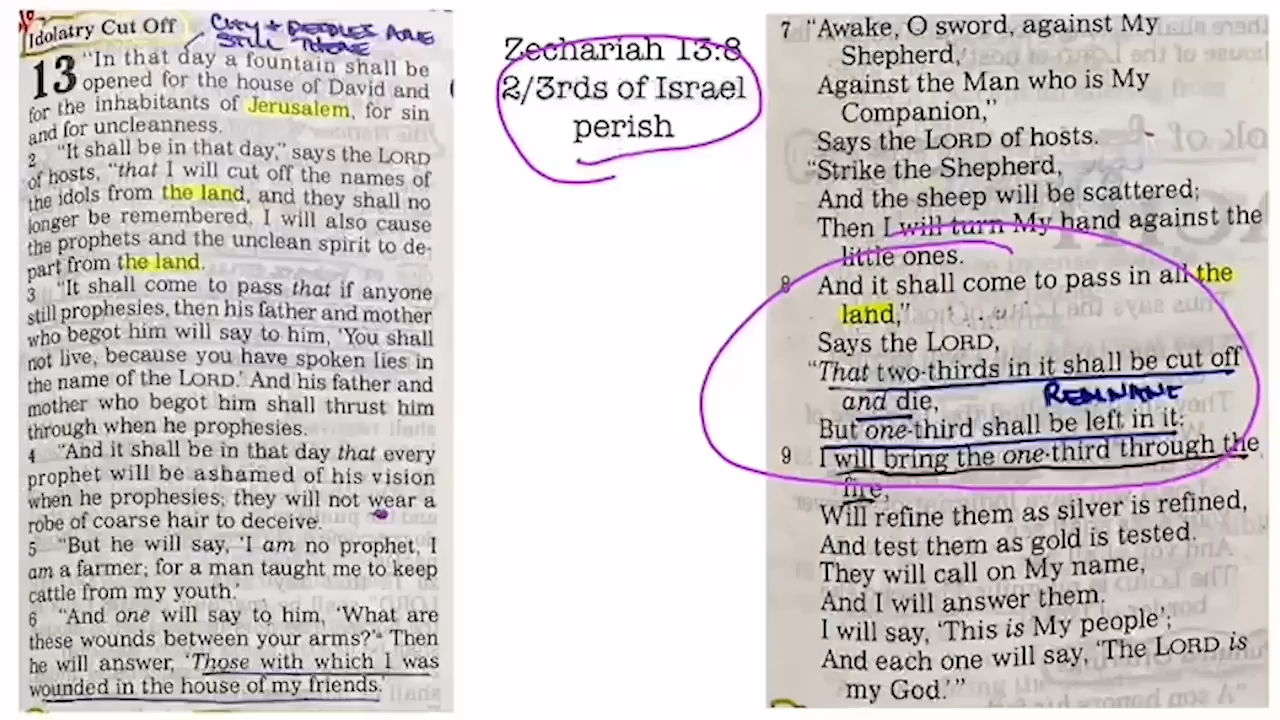 Idolatry Cut Off
CITY + PEOPLE ARE
STILL THERE
13 "In that day a fountain shall be
opened for the house of David and
for the inhabitants of Jerusalem, for sin
and for uncleanness.
2 "It shall be in that day," says the LORD
of hosts, "that I will cut off the names of
the idols from the land, and they shall no
longer be remembered. I will also cause
the prophets and the unclean spirit to de-
part from the land.
3 "It shall come to pass that if anyone
still prophesies, then his father and mother
who begot him will say to him, 'You shall
not live, because you have spoken lies in
the name of the LORD.' And his father and
mother who begot him shall thrust him
through when he prophesies.
4 "And it shall be in that day that every
prophet will be ashamed of his vision
when he prophesies; they will not wear a
robe of coarse hair to deceive.
5 "But he will say, 'I am no prophet, I
am a farmer; for a man taught me to keep
cattle from my youth.'
6 "And one will say to him, 'What are
these wounds between your arms?' Then
he will answer, 'Those with which I was
wounded in the house of my friends.'
Zechariah 13:8
2/3rds of Israel
perish
7 "Awake, O sword, against My
Shepherd,
Against the Man who is My
Companion,"
Says the LORD of hosts.
"Strike the Shepherd,
And the sheep will be scattered;
Then I will turn My hand against the
little ones.
8 And it shall come to pass in all the
land,"
Says the LORD,
"That two-thirds in it shall be cut off
and die,
REMNANT
But one-third shall be left in it:
9 I will bring the one-third through the
fire,
Will refine them as silver is refined,
And test them as gold is tested.
They will call on My name,
And I will answer them.
I will say, 'This is My people';
And each one will say, 'The LORD is
my God.'"